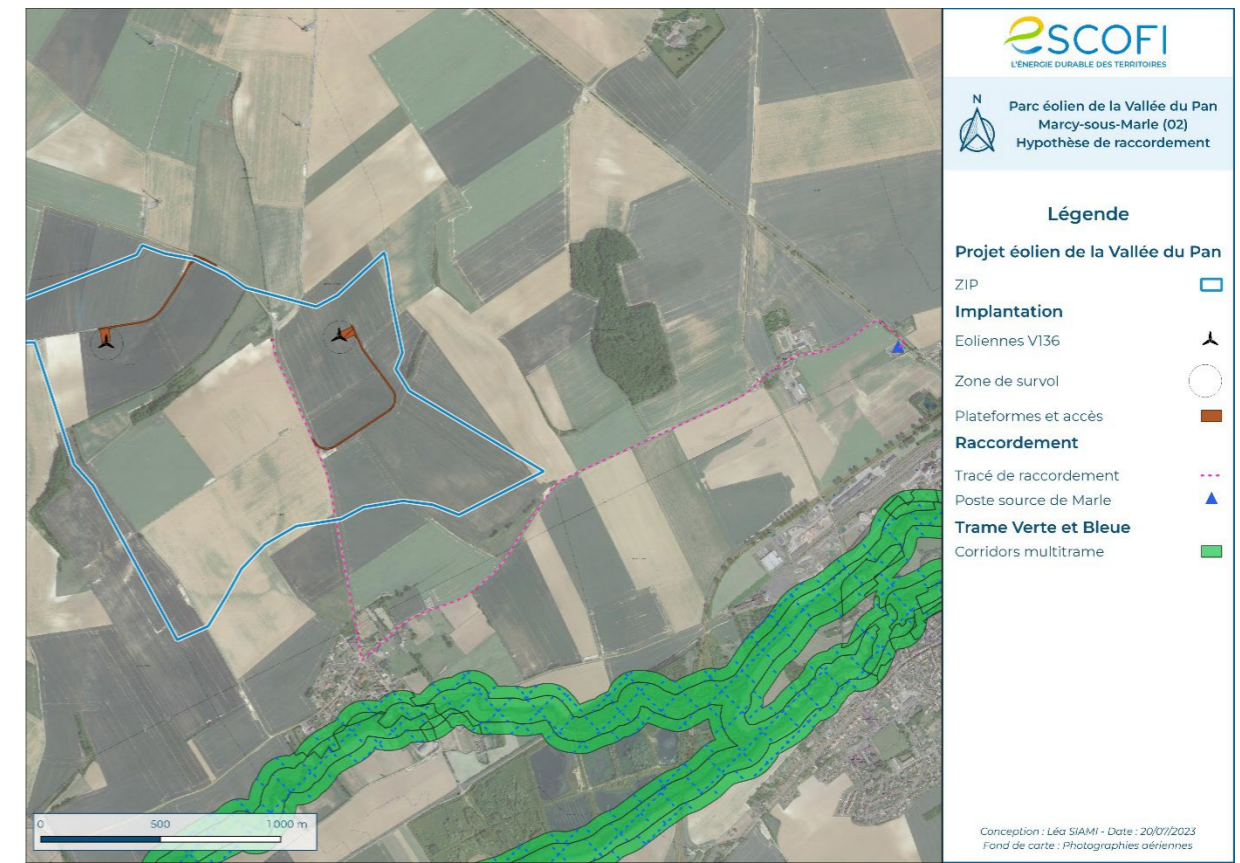 eSCOFI
L'ÉNERGIE DURABLE DES TERRITOIRES
N
Parc éolien de la Vallée du Pan
Marcy-sous-Marle (02)
Hypothèse de raccordement
Légende
Projet éolien de la Vallée du Pan
ZIP
Implantation
Eoliennes V136
Zone de survol
Plateformes et accès
Raccordement
Tracé de raccordement
Poste source de Marle
Trame Verte et Bleue
Corridors multitrame
0 500 1 000 m
Conception : Léa SIAMI - Date : 20/07/2023
Fond de carte : Photographies aériennes